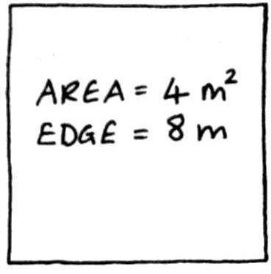 AREA = 4 m²
EDGE = 8 m